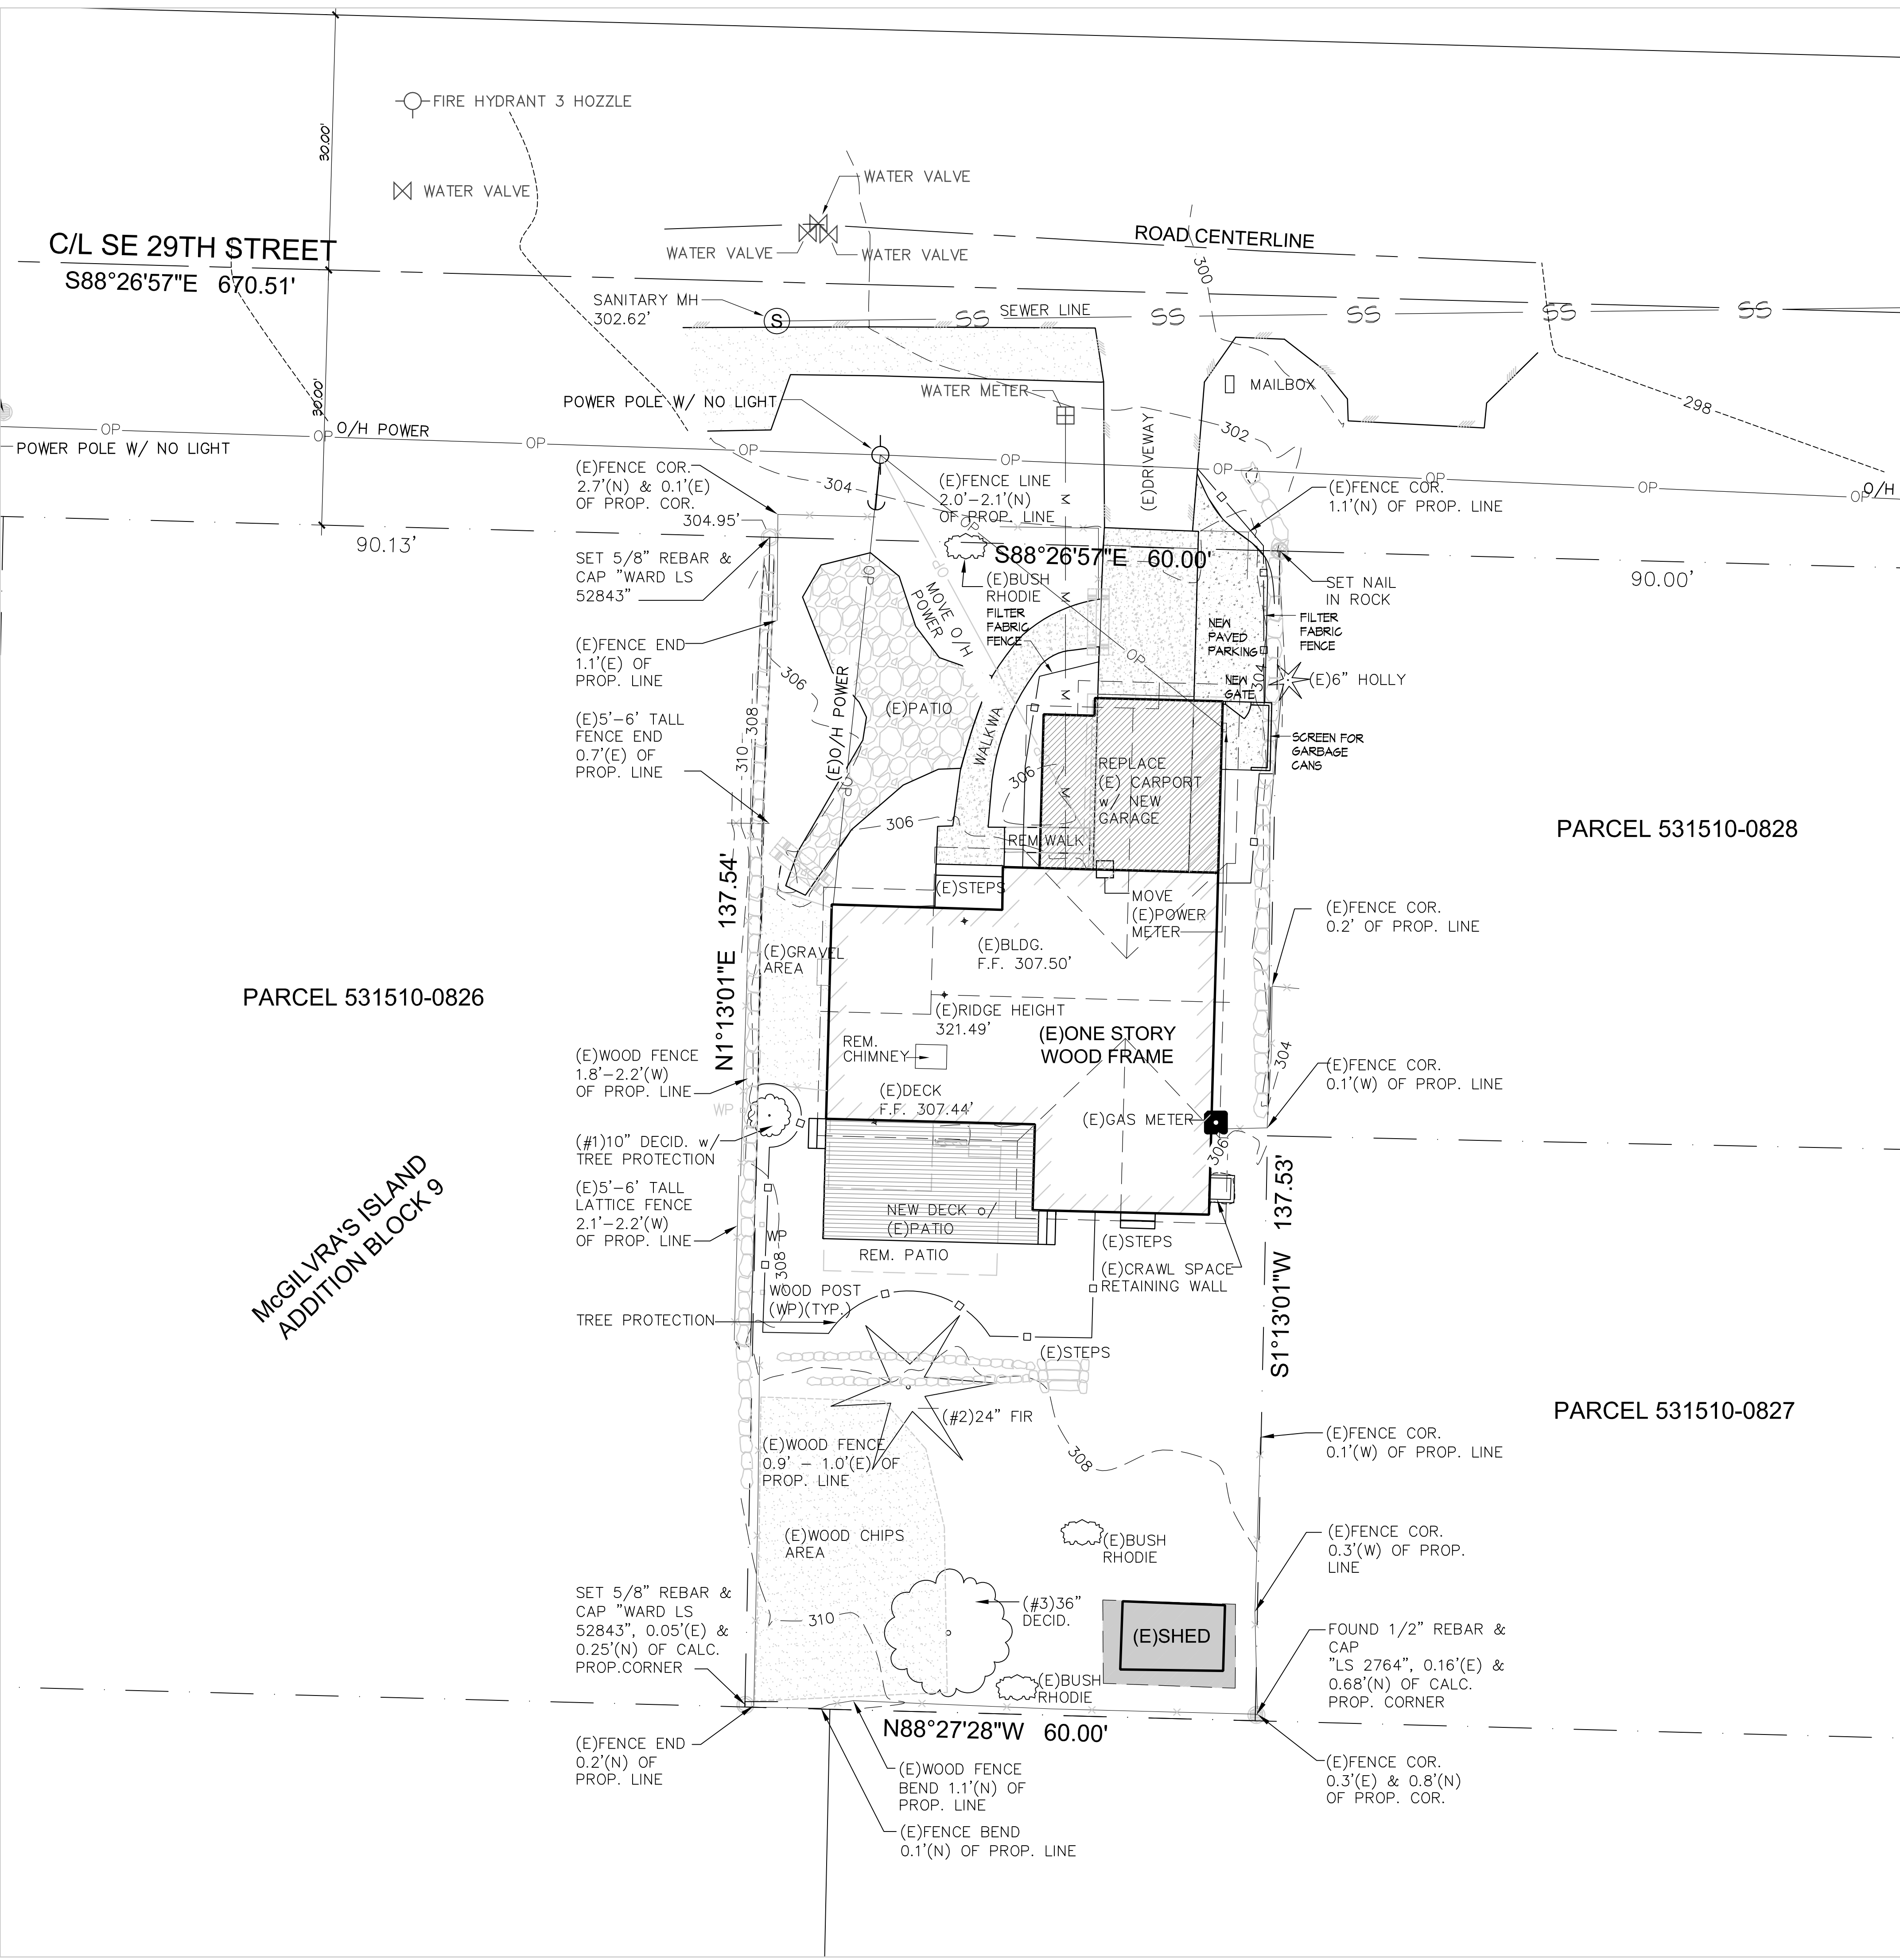 30.00'
FIRE HYDRANT 3 HOZZLE
WATER VALVE
WATER VALVE
WATER VALVE
WATER VALVE
C/L SE 29TH STREET
S88°26'57"E 670.51'
ROAD CENTERLINE
300
SANITARY MH
302.62'
S
SS
SEWER LINE
SS
SS
SS
SS
30.00'
WATER METER
MAILBOX
298
POWER POLE W/ NO LIGHT
302
OP
OP
O/H POWER
OP
OP
OP
OP
OP
OP
OP
O/H
POWER POLE W/ NO LIGHT
(E)DRIVEWAY
(E)FENCE COR.
2.7'(N) & 0.1'(E)
OF PROP. COR.
304.95'
304
(E)FENCE LINE
2.0'-2.1'(N)
OF PROP. LINE
OP
M
(E)FENCE COR.
1.1'(N) OF PROP. LINE
90.13'
S88°26'57"E 60.00'
90.00'
SET 5/8" REBAR &
CAP "WARD LS
52843"
OP
OP
MOVE O/H
POWER
(E)BUSH
RHODIE
FILTER
FABRIC
FENCE
M
SET NAIL
IN ROCK
NEW
PAVED
PARKING
FILTER
FABRIC
FENCE
(E)FENCE END
1.1'(E) OF
PROP. LINE
306
OP
304
NEW
GATE
(E)6" HOLLY
M
(E)5'-6' TALL
FENCE END
0.7'(E) OF
PROP. LINE
308
310
(E)PATIO
(E)O/H POWER
OP
WALKWA
SCREEN FOR
GARBAGE
CANS
306
M
REPLACE
(E) CARPORT
w/ NEW
GARAGE
306
REM.WALK
PARCEL 531510-0828
N1°13'01"E 137.54'
(E)STEPS
MOVE
(E)POWER
METER
(E)FENCE COR.
0.2' OF PROP. LINE
(E)GRAVEL
AREA
(E)BLDG.
F.F. 307.50'
PARCEL 531510-0826
(E)RIDGE HEIGHT
321.49'
REM.
CHIMNEY
(E)ONE STORY
WOOD FRAME
304
(E)WOOD FENCE
1.8'-2.2'(W)
OF PROP. LINE
(E)FENCE COR.
0.1'(W) OF PROP. LINE
WP
(E)DECK
F.F. 307.44'
(E)GAS METER
306
(#1)10" DECID. w/
TREE PROTECTION
(E)5'-6' TALL
LATTICE FENCE
2.1'-2.2'(W)
OF PROP. LINE
S1°13'01"W 137.53'
McGILVRA'S ISLAND
ADDITION BLOCK 9
NEW DECK o/
(E)PATIO
WP
308
REM. PATIO
(E)STEPS
(E)CRAWL SPACE
RETAINING WALL
WOOD POST
(WP)(TYP.)
TREE PROTECTION
(E)STEPS
(#2)24" FIR
PARCEL 531510-0827
(E)WOOD FENCE
0.9' - 1.0'(E) OF
PROP. LINE
308
(E)FENCE COR.
0.1'(W) OF PROP. LINE
(E)WOOD CHIPS
AREA
(E)BUSH
RHODIE
(E)FENCE COR.
0.3'(W) OF PROP.
LINE
SET 5/8" REBAR &
CAP "WARD LS
52843", 0.05'(E) &
0.25'(N) OF CALC.
PROP.CORNER
310
(#3)36"
DECID.
(E)SHED
FOUND 1/2" REBAR &
CAP
"LS 2764", 0.16'(E) &
0.68'(N) OF CALC.
PROP. CORNER
(E)BUSH
RHODIE
N88°27'28"W 60.00'
(E)FENCE END
0.2'(N) OF
PROP. LINE
(E)WOOD FENCE
BEND 1.1'(N) OF
PROP. LINE
(E)FENCE COR.
0.3'(E) & 0.8'(N)
OF PROP. COR.
(E)FENCE BEND
0.1'(N) OF PROP. LINE